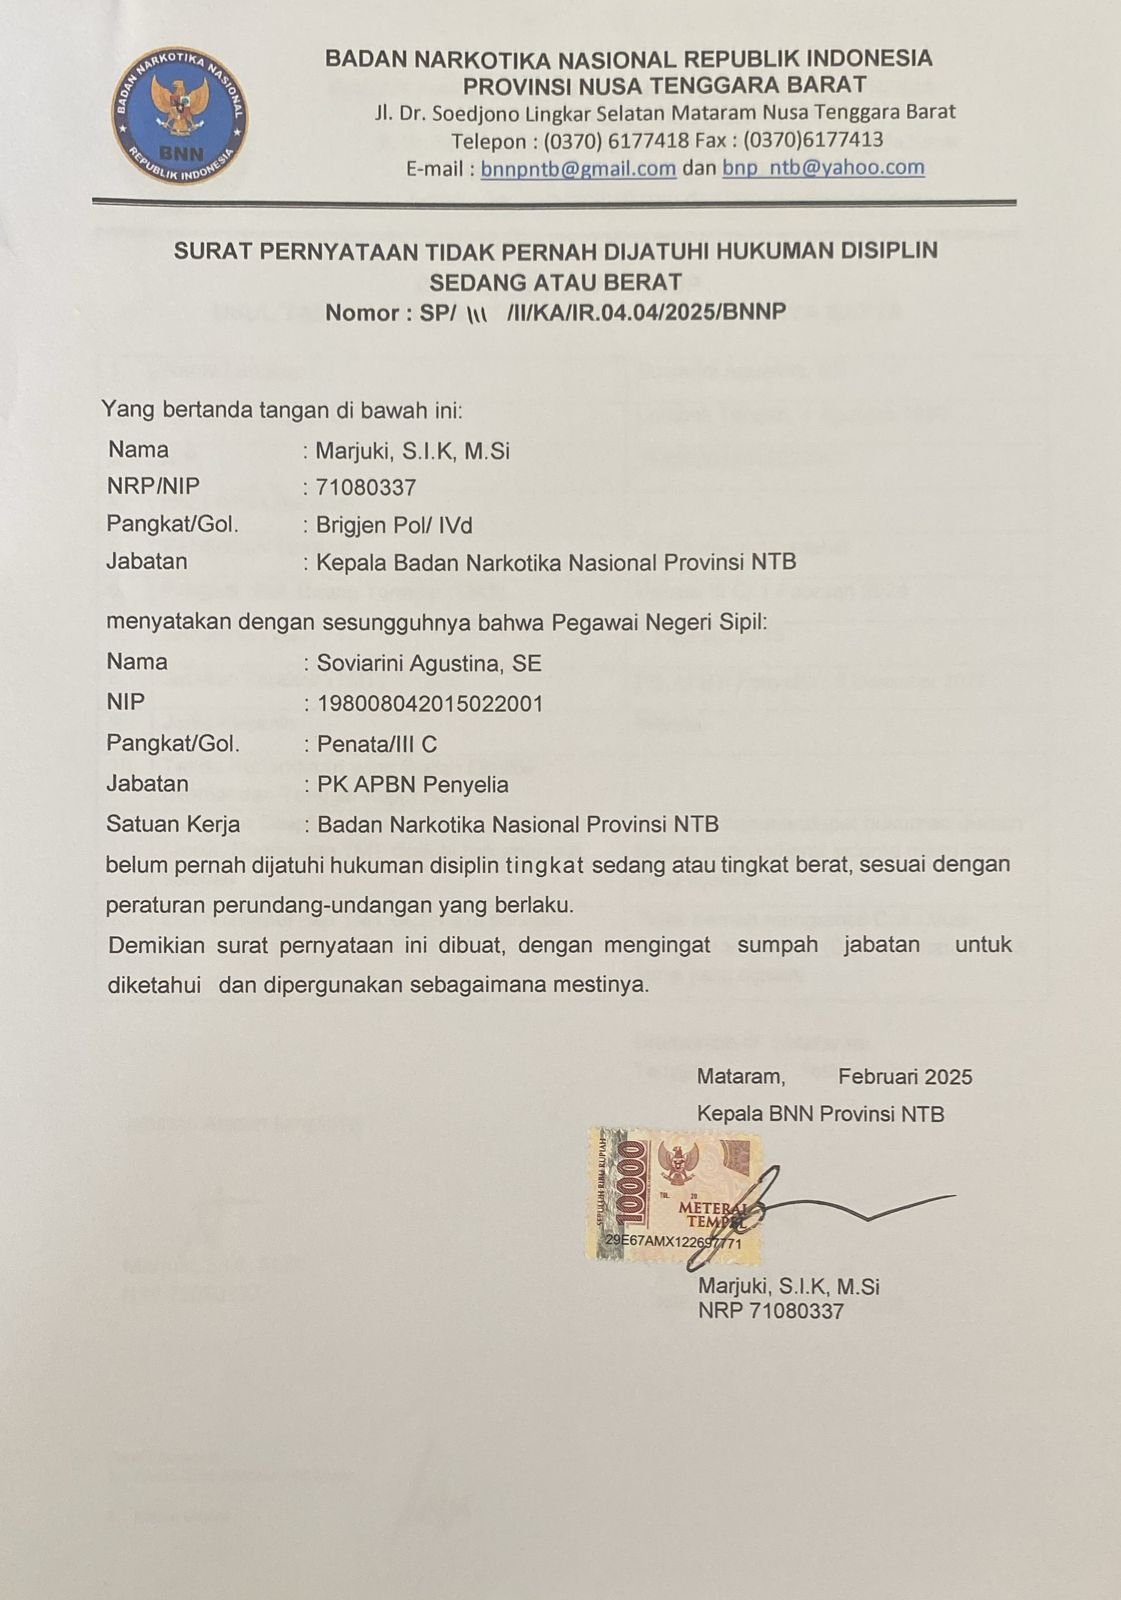 BADAN NARKOTIKA NASIONAL
BNN
REPUBLIK INDONESIA
BADAN NARKOTIKA NASIONAL REPUBLIK INDONESIA
PROVINSI NUSA TENGGARA BARAT
Jl. Dr. Soedjono Lingkar Selatan Mataram Nusa Tenggara Barat
Telepon : (0370) 6177418 Fax : (0370)6177413
E-mail : bnnpntb@gmail.com dan bnp_ntb@yahoo.com
SURAT PERNYATAAN TIDAK PERNAH DIJATUHI HUKUMAN DISIPLIN
SEDANG ATAU BERAT
Nomor : SP/ /II/KA/IR.04.04/2025/BNNP
Yang bertanda tangan di bawah ini:
Nama : Marjuki, S.I.K, M.Si
NRP/NIP : 71080337
Pangkat/Gol. : Brigjen Pol/ IVd
Jabatan : Kepala Badan Narkotika Nasional Provinsi NTB
menyatakan dengan sesungguhnya bahwa Pegawai Negeri Sipil:
Nama : Soviarini Agustina, SE
NIP : 198008042015022001
Pangkat/Gol. : Penata/III C
Jabatan : PK APBN Penyelia
Satuan Kerja : Badan Narkotika Nasional Provinsi NTB
belum pernah dijatuhi hukuman disiplin tingkat sedang atau tingkat berat, sesuai dengan
peraturan perundang-undangan yang berlaku.
Demikian surat pernyataan ini dibuat, dengan mengingat sumpah jabatan untuk
diketahui dan dipergunakan sebagaimana mestinya.
Mataram, Februari 2025
Kepala BNN Provinsi NTB
SEPULUH RIBU RUPIAH
10000
TGL. 20
METERAI
TEMPEL
29E67AMX122697771
Marjuki, S.I.K, M.Si
NRP 71080337